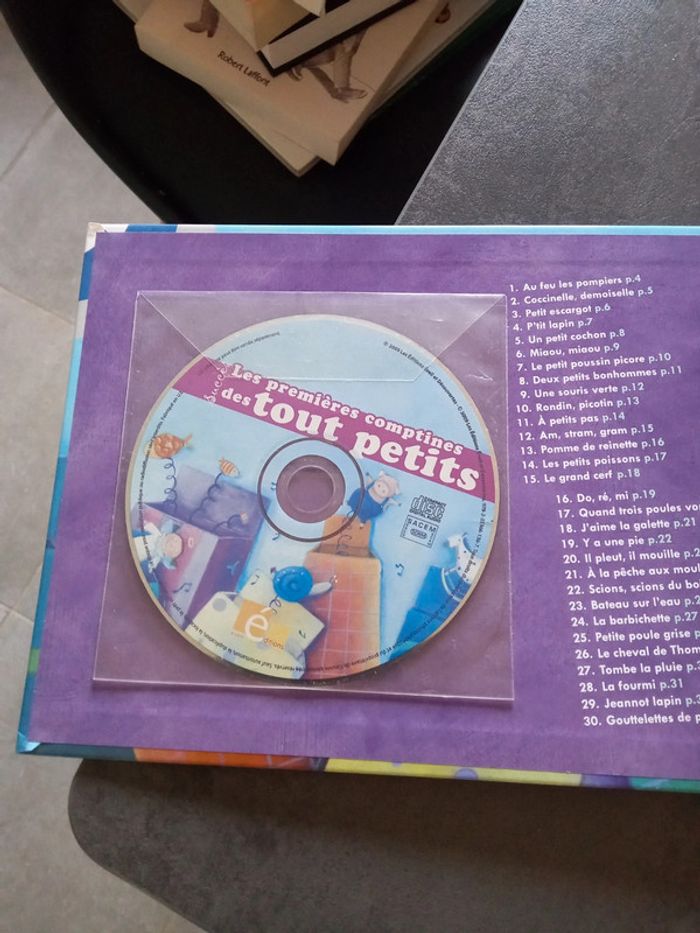 Robert Laffont
Succès
Les premières comptines
des tout petits
COMPACT
disc
DIGITAL AUDIO
SACEM
é
ditions
1. Au feu les pompiers p.4
2. Coccinelle, demoiselle p.5
3. Petit escargot p.6
4. P'tit lapin p.7
5. Un petit cochon p.8
6. Miaou, miaou p.9
7. Le petit poussin picore p.10
8. Deux petits bonhommes p.11
9. Une souris verte p.12
10. Rondin, picotin p.13
11. À petits pas p.14
12. Am, stram, gram p.15
13. Pomme de reinette p.16
14. Les petits poissons p.17
15. Le grand cerf p.18
16. Do, ré, mi p.19
17. Quand trois poules
18. J'aime la galette p.21
19. Y a une pie p.22
20. Il pleut, il mouille
21. À la pêche aux
22. Scions, scions du
23. Bateau sur l'eau
24. La barbichette p.27
25. Petite poule grise
26. Le cheval de
27. Tombe la pluie
28. La fourmi p.31
29. Jeannot lapin
30. Gouttelettes de